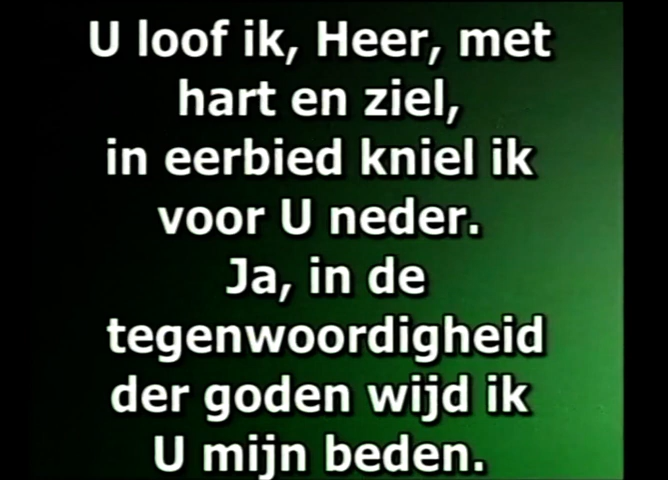 U loof ik, Heer, met
hart en ziel,
in eerbied kniel ik
voor U neder.
Ja, in de
tegenwoordigheid
der goden wijd ik
U mijn beden.